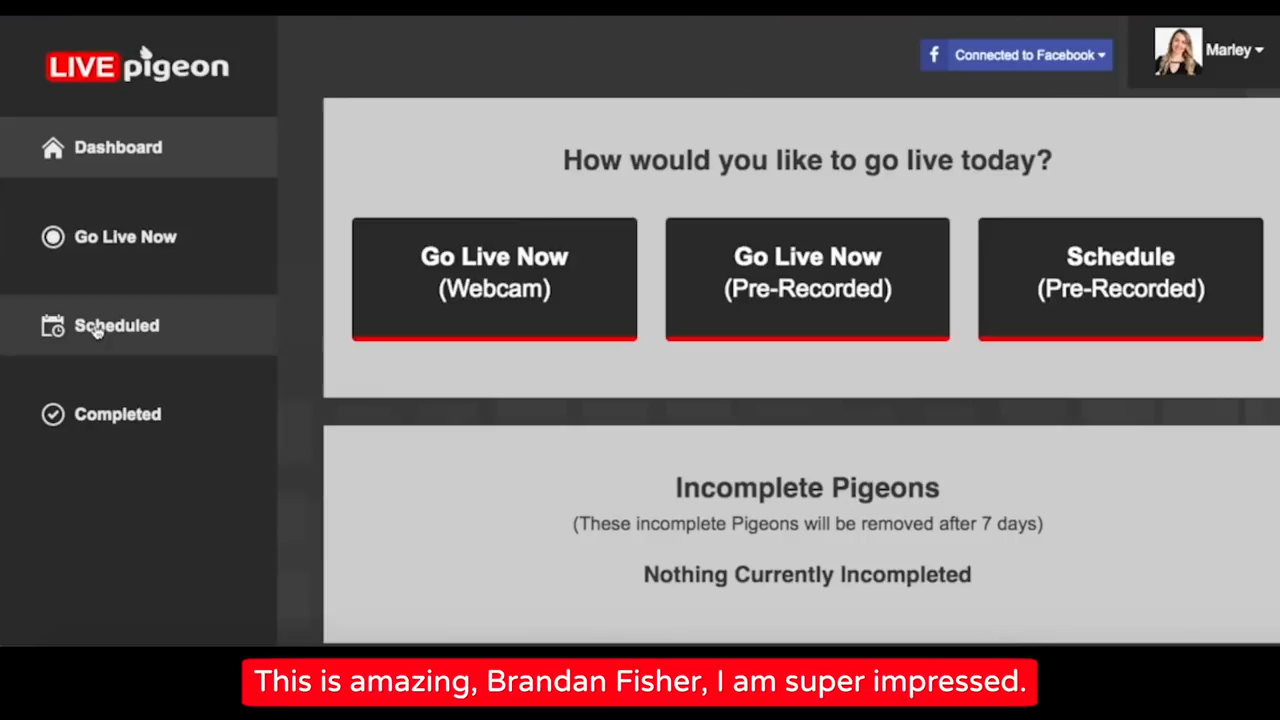 LIVE pigeon
f Connected to Facebook
Marley
Dashboard
Go Live Now
Scheduled
Completed
How would you like to go live today?
Go Live Now
(Webcam)
Go Live Now
(Pre-Recorded)
Schedule
(Pre-Recorded)
Incomplete Pigeons
(These incomplete Pigeons will be removed after 7 days)
Nothing Currently Incompleted
This is amazing, Brandan Fisher, I am super impressed.